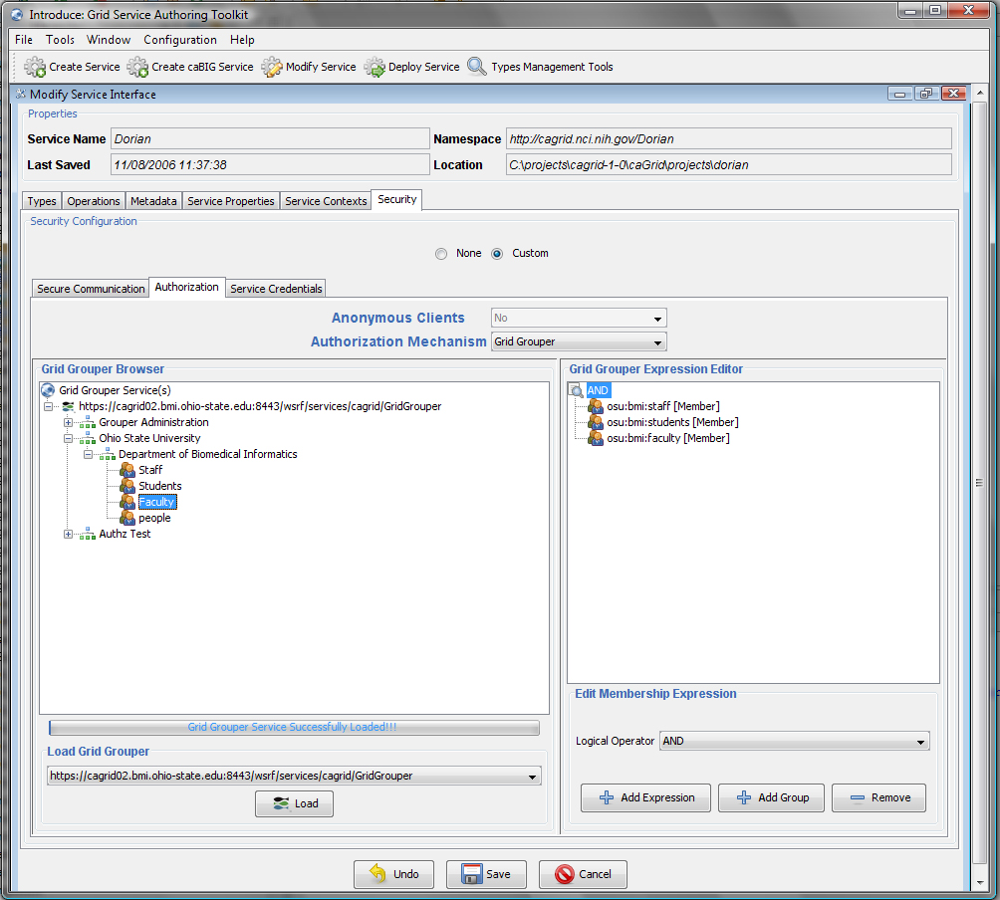 Introduce: Grid Service Authoring Toolkit
File Tools Window Configuration Help
Create Service Create caBIG Service Modify Service Deploy Service Types Management Tools
Modify Service Interface
Properties
Service Name Dorian Namespace http://cagrid.nci.nih.gov/Dorian
Last Saved 11/08/2006 11:37:38 Location C:\projects\cagrid-1-0\caGrid\projects\dorian
Types Operations Metadata Service Properties Service Contexts Security
Security Configuration
None Custom
Secure Communication Authorization Service Credentials
Anonymous Clients No
Authorization Mechanism Grid Grouper
Grid Grouper Browser
Grid Grouper Service(s)
https://cagrid02.bmi.ohio-state.edu:8443/wsrf/services/cagrid/GridGrouper
Grouper Administration
Ohio State University
Department of Biomedical Informatics
Staff
Students
Faculty
people
Authz Test
Grid Grouper Service Successfully Loaded!!!
Load Grid Grouper
https://cagrid02.bmi.ohio-state.edu:8443/wsrf/services/cagrid/GridGrouper
Load
Grid Grouper Expression Editor
AND
osu:bmi:staff [Member]
osu:bmi:students [Member]
osu:bmi:faculty [Member]
Edit Membership Expression
Logical Operator AND
Add Expression Add Group Remove
Undo Save Cancel